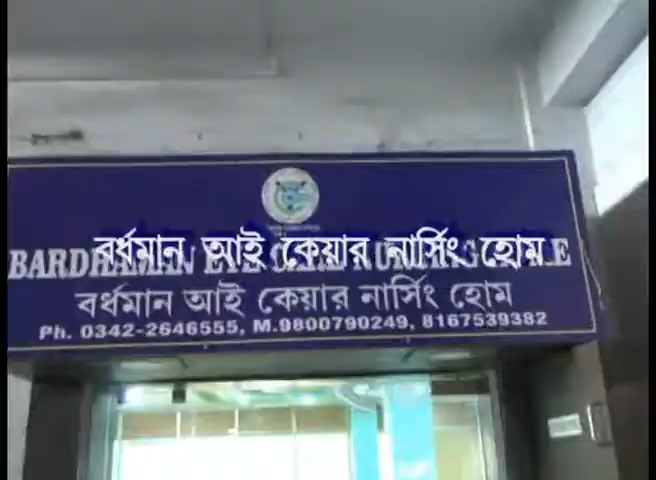 বর্ধমান আই কেয়ার নার্সিং হোম
BARDHAMAN EYE CARE NURSING HOME
বর্ধমান আই কেয়ার নার্সিং হোম
Ph. 0342-2646555, M.9800790249, 8167539382